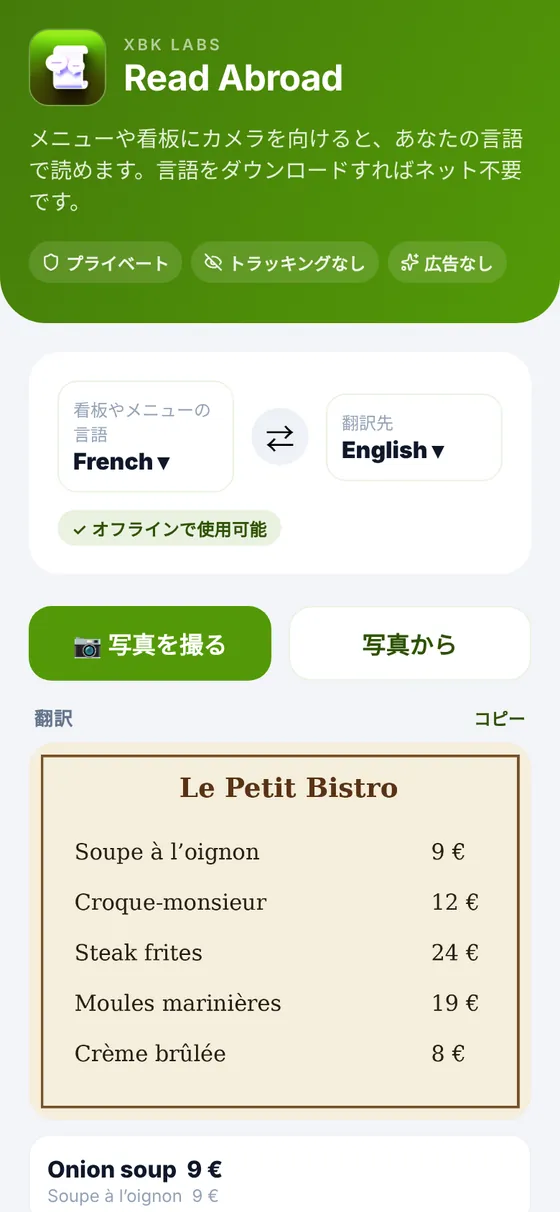 XBK LABS
Read Abroad
メニューや看板にカメラを向けると、あなたの言語
で読めます。言語をダウンロードすればネット不要
です。
プライベート
トラッキングなし
広告なし
看板やメニューの
言語
French ▾
翻訳先
English ▾
✓ オフラインで使用可能
写真を撮る
写真から
翻訳
コピー
Le Petit Bistro
Soupe à l’oignon 9 €
Croque-monsieur 12 €
Steak frites 24 €
Moules marinières 19 €
Crème brûlée 8 €
Onion soup 9 €
Soupe à l’oignon 9 €